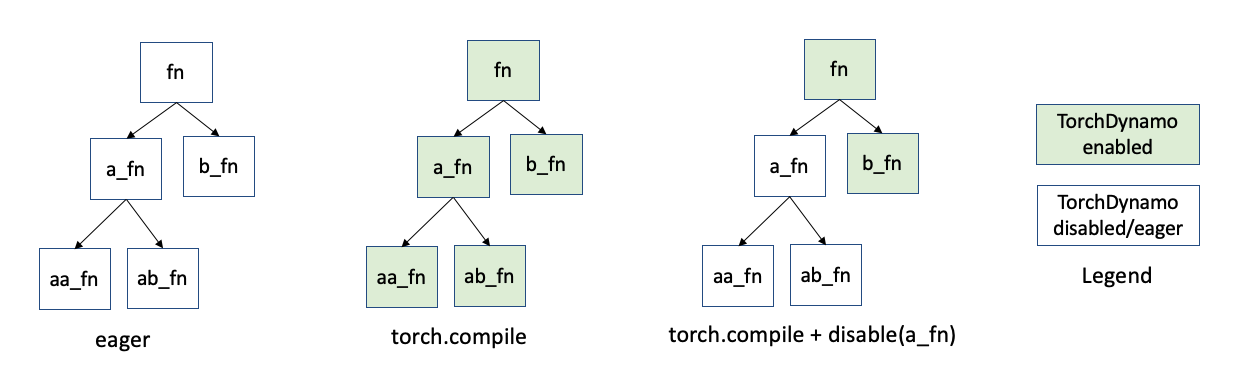 fn
a_fn
b_fn
aa_fn
ab_fn
eager
fn
a_fn
b_fn
aa_fn
ab_fn
torch.compile
fn
a_fn
b_fn
aa_fn
ab_fn
torch.compile + disable(a_fn)
TorchDynamo
enabled
TorchDynamo
disabled/eager
Legend